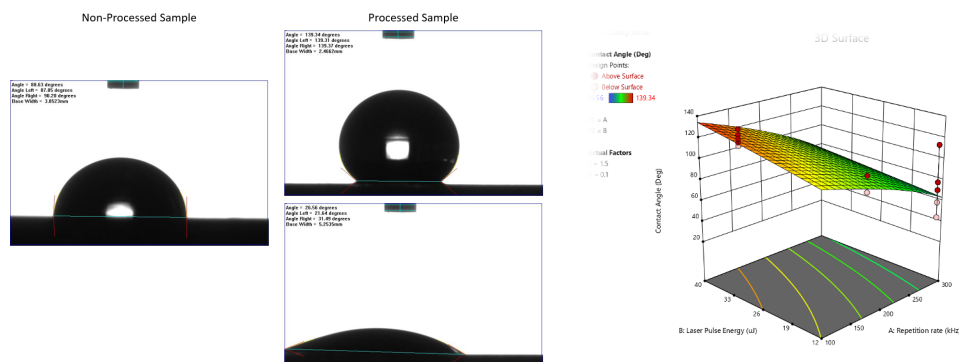 Non-Processed Sample
Processed Sample
Angle = 88.63 degrees
Angle Left = 87.05 degrees
Angle Right = 90.20 degrees
Base Width = 3.8523mm
Angle = 139.34 degrees
Angle Left = 139.31 degrees
Angle Right = 139.37 degrees
Base Width = 2.4662mm
Angle = 26.56 degrees
Angle Left = 21.64 degrees
Angle Right = 31.49 degrees
Base Width = 5.2535mm
Contact Angle (Deg)
Design Points:
Above Surface
Below Surface
139.34
= A
= B
Actual Factors
= 1.5
= 0.1
3D Surface
Contact Angle (Deg)
140
120
100
80
60
40
20
40
33
26
19
12
100
150
200
250
300
B: Laser Pulse Energy (uJ)
A: Repetition rate (kHz)